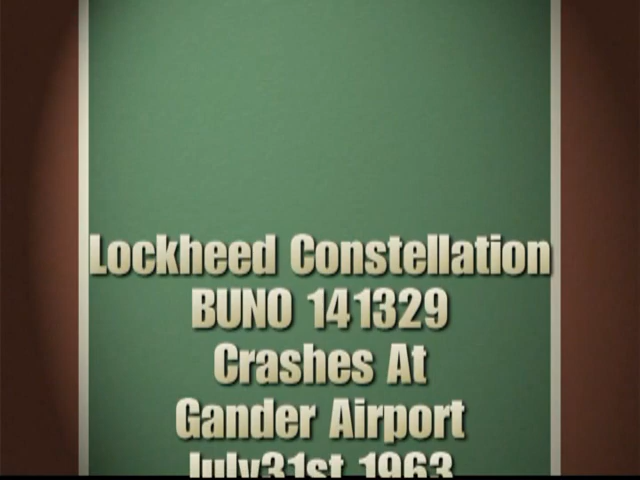 Lockheed Constellation
BUNO 141329
Crashes At
Gander Airport
July31st 1963